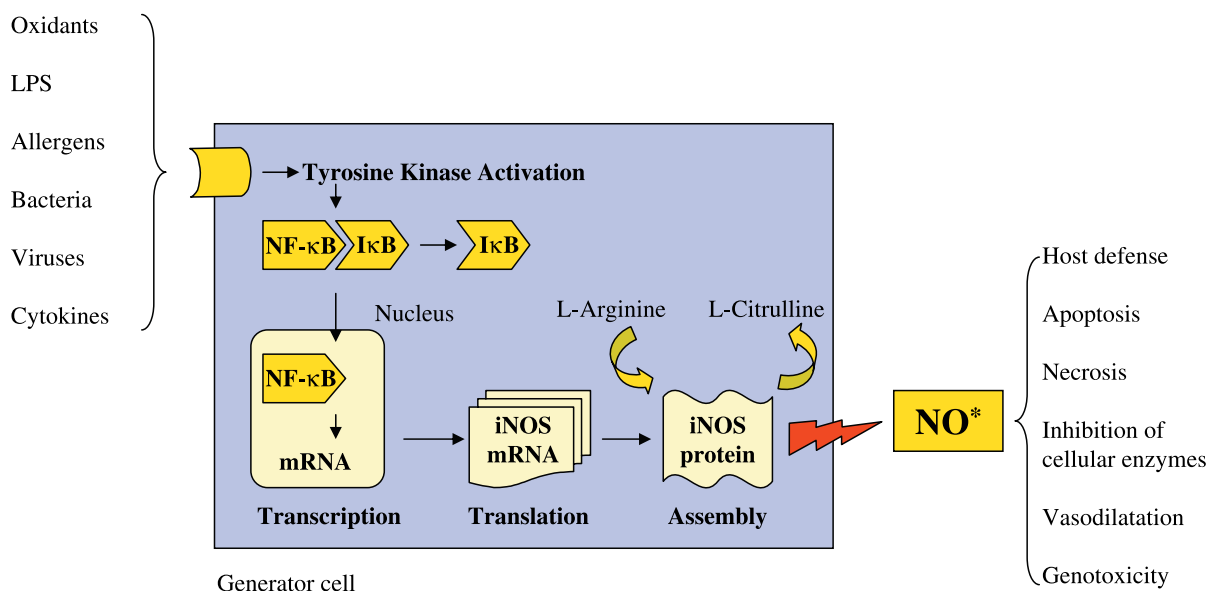 Oxidants
LPS
Allergens
Bacteria
Viruses
Cytokines
Tyrosine Kinase Activation
NF-κB
IκB
IκB
Nucleus
NF-κB
mRNA
Transcription
iNOS
mRNA
Translation
L-Arginine
L-Citrulline
iNOS
protein
Assembly
Generator cell
NO*
Host defense
Apoptosis
Necrosis
Inhibition of
cellular enzymes
Vasodilatation
Genotoxicity